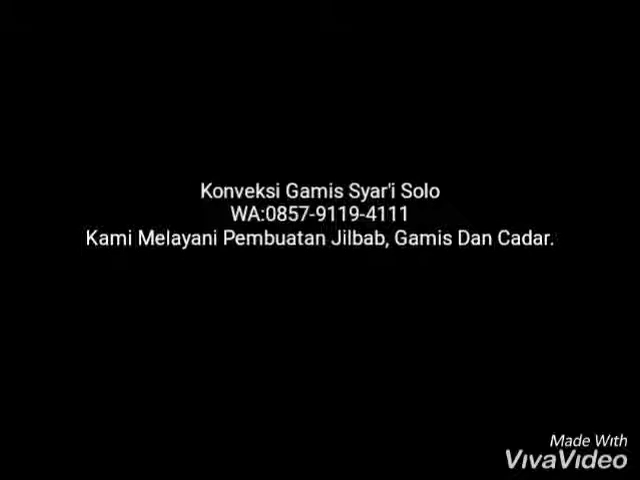 Konveksi Gamis Syar'i Solo
WA:0857-9119-4111
Kami Melayani Pembuatan Jilbab, Gamis Dan Cadar.
Made With
VivaVideo